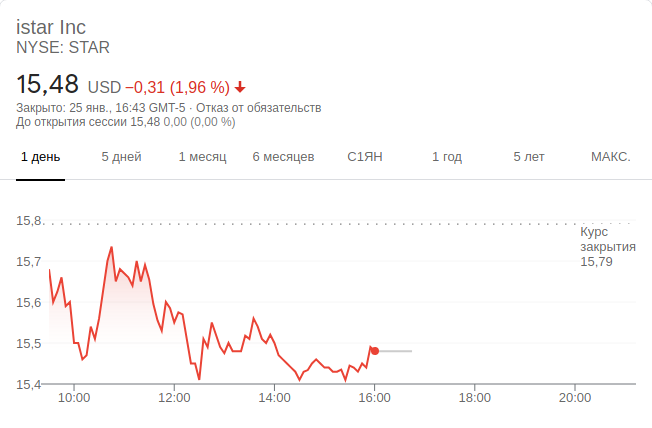 istar Inc
NYSE: STAR
15,48 USD −0,31 (1,96 %)
Закрыто: 25 янв., 16:43 GMT-5 · Отказ от обязательств
До открытия сессии 15,48 0,00 (0,00 %)
1 день 5 дней 1 месяц 6 месяцев С1ЯН 1 год 5 лет МАКС.
15,8
Курс
закрытия
15,79
15,7
15,6
15,5
15,4
10:00 12:00 14:00 16:00 18:00 20:00